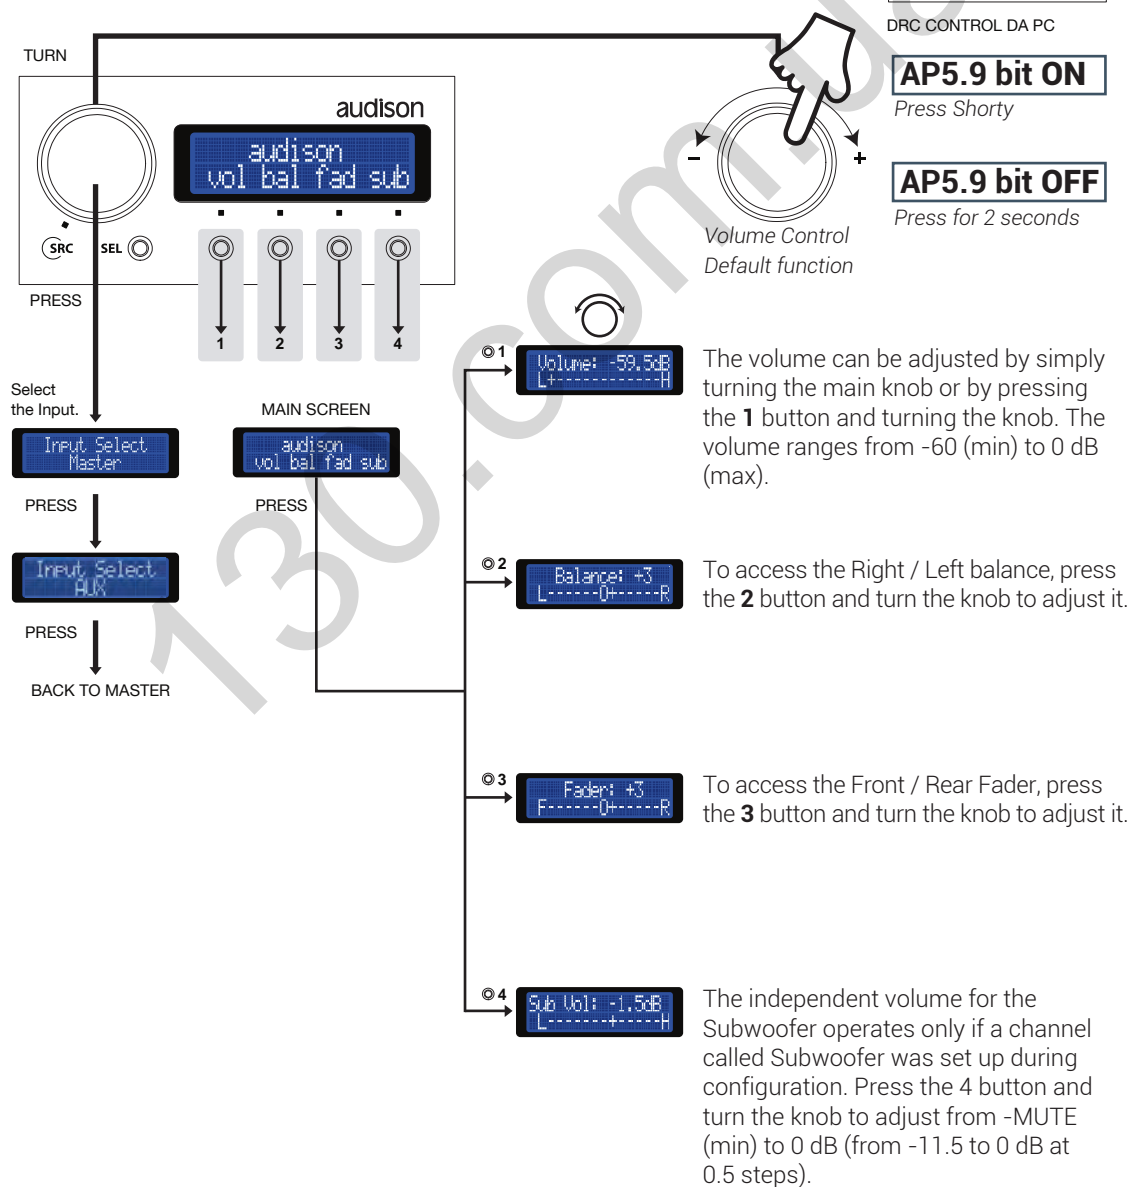 DRC CONTROL DA PC
TURN
AP5.9 bit ON
Press Shorty
audison
audison
vol bal fad sub
- +
AP5.9 bit OFF
Press for 2 seconds
SRC SEL
Volume Control
Default function
PRESS
1 2 3 4
Select
the Input.
Input Select
Master
PRESS
Input Select
AUX
PRESS
BACK TO MASTER
MAIN SCREEN
audison
vol bal fad sub
PRESS
1
Volume: -59.5dB
L+------------H
The volume can be adjusted by simply
turning the main knob or by pressing
the 1 button and turning the knob. The
volume ranges from -60 (min) to 0 dB
(max).
2
Balance: +3
L------0+-----R
To access the Right / Left balance, press
the 2 button and turn the knob to adjust it.
3
Fader: +3
F------0+-----R
To access the Front / Rear Fader, press
the 3 button and turn the knob to adjust it.
4
Sub Vol: -1.5dB
L-------+-----H
The independent volume for the
Subwoofer operates only if a channel
called Subwoofer was set up during
configuration. Press the 4 button and
turn the knob to adjust from -MUTE
(min) to 0 dB (from -11.5 to 0 dB at
0.5 steps).
130.com.ua